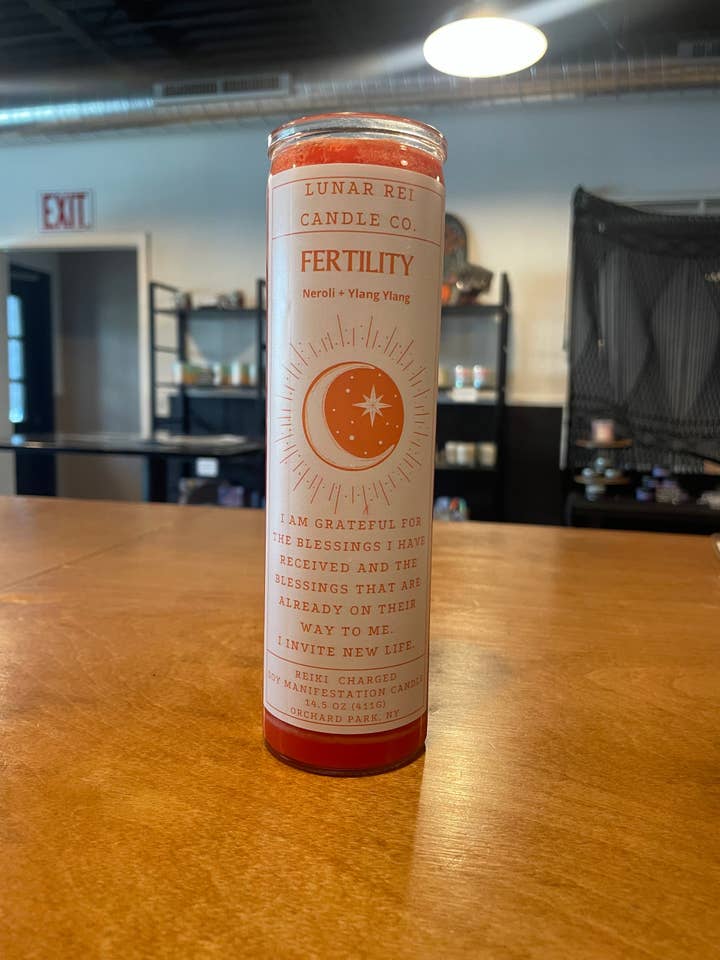 EXIT
LUNAR REI
CANDLE CO.
FERTILITY
Neroli + Ylang Ylang
I AM GRATEFUL FOR
THE BLESSINGS I HAVE
RECEIVED AND THE
BLESSINGS THAT ARE
ALREADY ON THEIR
WAY TO ME.
I INVITE NEW LIFE.
REIKI CHARGED
SOY MANIFESTATION CANDLE
14.5 OZ (411G)
ORCHARD PARK, NY